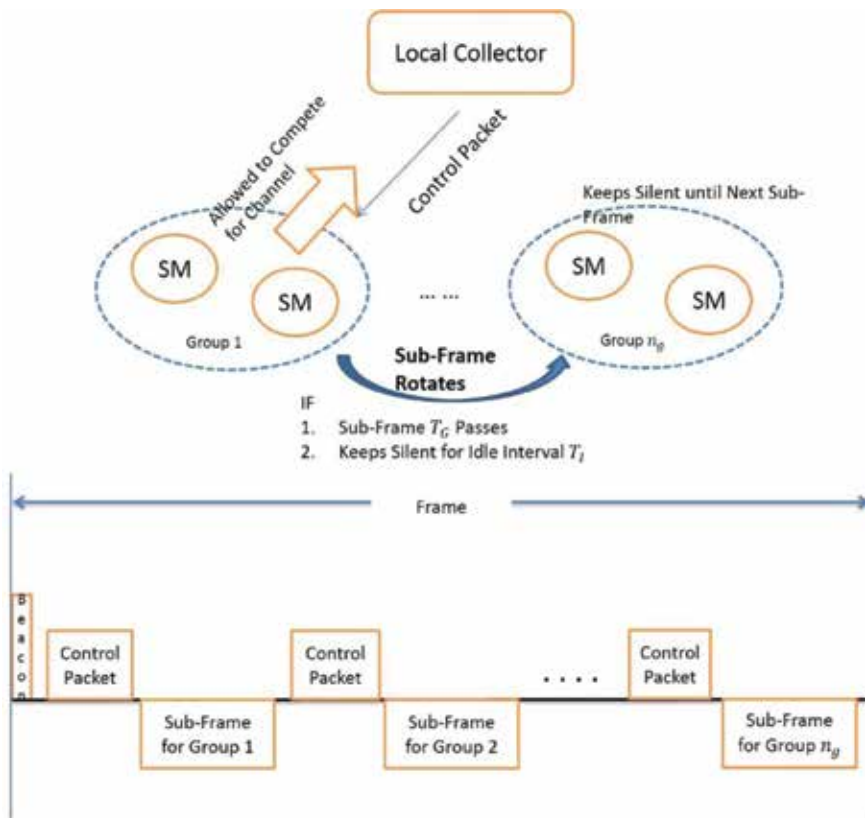 Local Collector
Allowed to Compete
for Channel
Control Packet
Keeps Silent until Next Sub-
Frame
SM
SM
Group 1
... ...
SM
SM
Group n_g
Sub-Frame
Rotates
IF
1. Sub-Frame T_G Passes
2. Keeps Silent for Idle Interval T_I
Frame
Beacon
Control
Packet
Control
Packet
. . . .
Control
Packet
Sub-Frame
for Group 1
Sub-Frame
for Group 2
Sub-Frame
for Group n_g